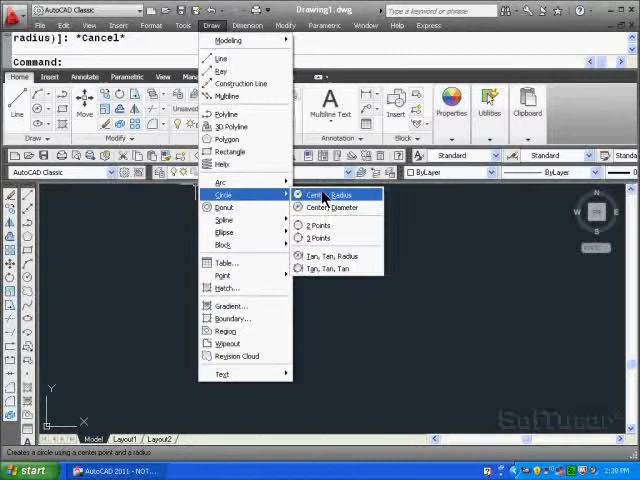 AutoCAD Classic
Drawing1.dwg
Type a keyword or phrase
File Edit View Insert Format Tools Draw Dimension Modify Parametric Window Help Express
radius)]: *Cancel*
Command:
Home Insert Annotate Parametric
Line
Move
Unsaved
Multiline Text
Insert
Properties
Utilities
Clipboard
Draw
Annotation
Standard
Standard
AutoCAD Classic
ByLayer
ByLayer
Modeling
Line
Ray
Construction Line
Multiline
Polyline
3D Polyline
Polygon
Rectangle
Helix
Arc
Circle
Donut
Spline
Ellipse
Block
Table...
Point
Hatch...
Gradient...
Boundary...
Region
Wipeout
Revision Cloud
Text
Center, Radius
Center, Diameter
2 Points
3 Points
Tan, Tan, Radius
Tan, Tan, Tan
N
W
TOP
E
S
Y
X
SofTutor
Model Layout1 Layout2
Creates a circle using a center point and a radius
start
AutoCAD 2011 - NOT...
2:30 PM